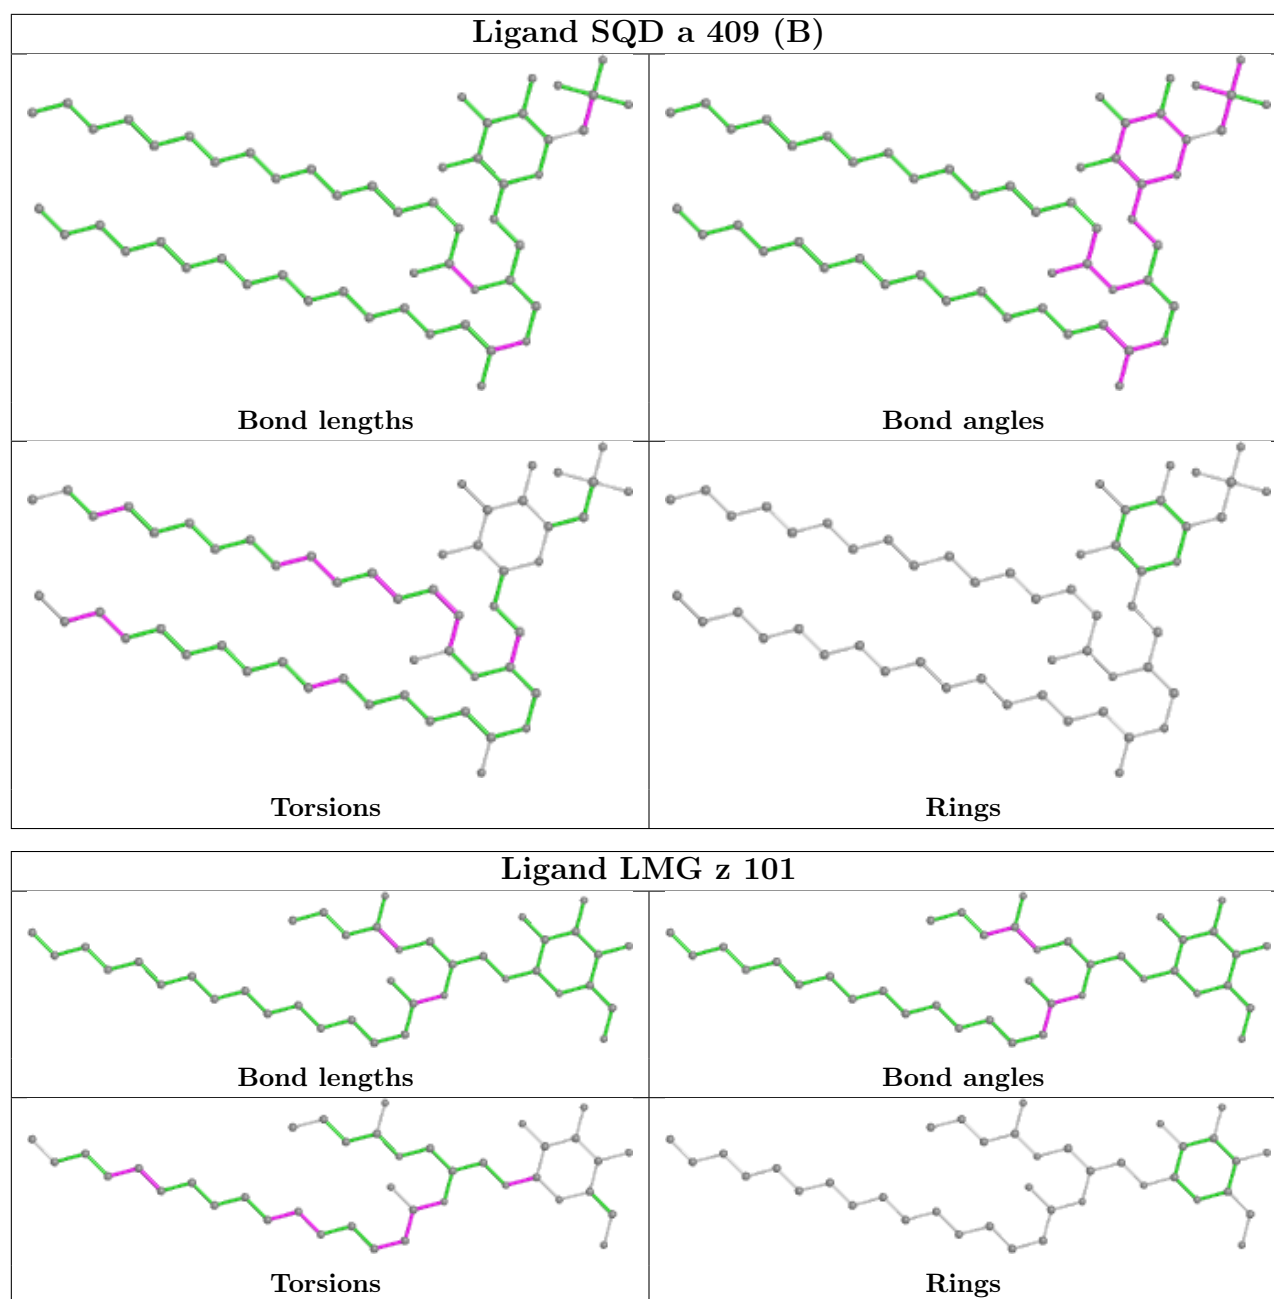 Ligand SQD a 409 (B)
Bond lengths
Bond angles
Torsions
Rings
Ligand LMG z 101
Bond lengths
Bond angles
Torsions
Rings